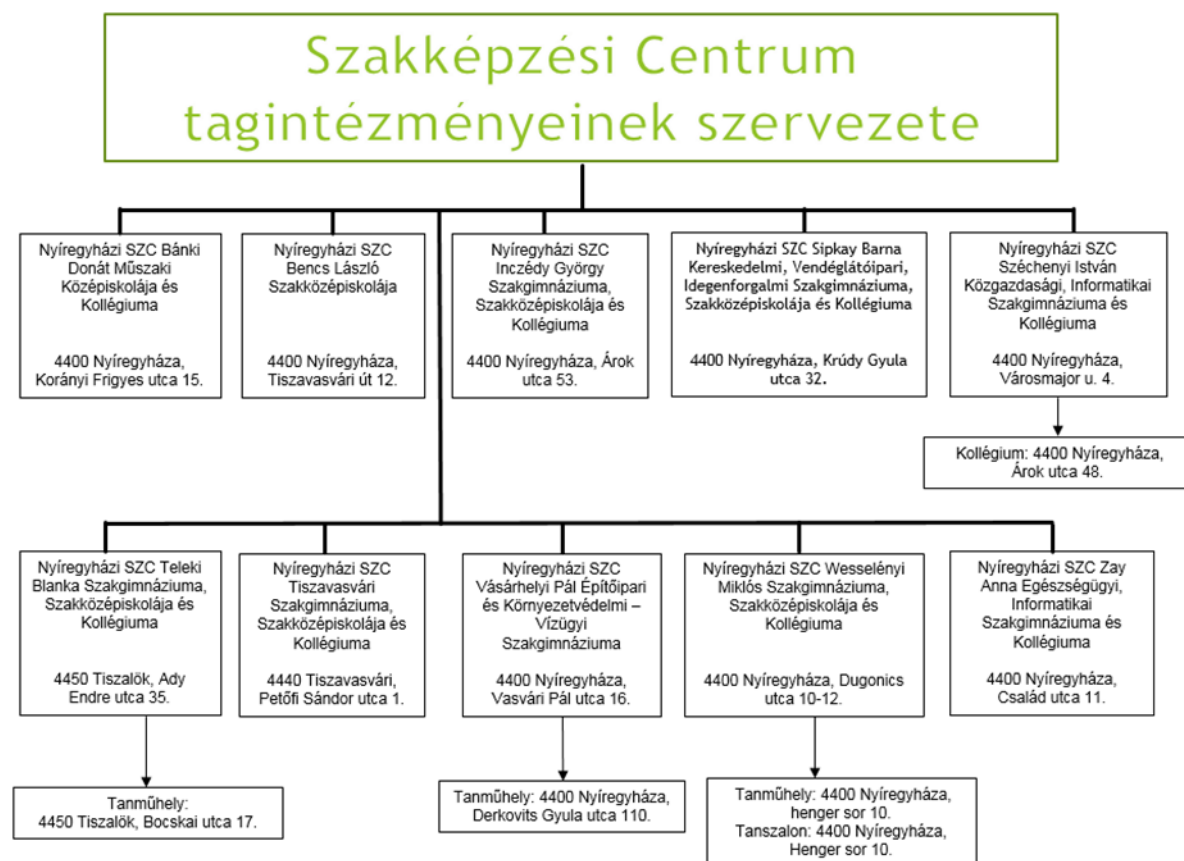 Szakképzési Centrum
tagintézményeinek szervezete
Nyíregyházi SZC Bánki
Donát Műszaki
Középiskolája és
Kollégiuma
4400 Nyíregyháza,
Korányi Frigyes utca 15.
Nyíregyházi SZC
Bencs László
Szakközépiskolája
4400 Nyíregyháza,
Tiszavasvári út 12.
Nyíregyházi SZC
Inczédy György
Szakgimnáziuma,
Szakközépiskolája és
Kollégiuma
4400 Nyíregyháza, Árok
utca 53.
Nyíregyházi SZC Sipkay Barna
Kereskedelmi, Vendéglátóipari,
Idegenforgalmi Szakgimnáziuma,
Szakközépiskolája és Kollégiuma
4400 Nyíregyháza, Krúdy Gyula
utca 32.
Nyíregyházi SZC
Széchenyi István
Közgazdasági, Informatikai
Szakgimnáziuma és
Kollégiuma
4400 Nyíregyháza,
Városmajor u. 4.
Kollégium: 4400 Nyíregyháza,
Árok utca 48.
Nyíregyházi SZC Teleki
Blanka Szakgimnáziuma,
Szakközépiskolája és
Kollégiuma
4450 Tiszalök, Ady
Endre utca 35.
Nyíregyházi SZC
Tiszavasvári
Szakgimnáziuma,
Szakközépiskolája és
Kollégiuma
4440 Tiszavasvári,
Petőfi Sándor utca 1.
Nyíregyházi SZC
Vásárhelyi Pál Építőipari
és Környezetvédelmi –
Vízügyi
Szakgimnáziuma
4400 Nyíregyháza,
Vasvári Pál utca 16.
Nyíregyházi SZC Wesselényi
Miklós Szakgimnáziuma,
Szakközépiskolája és
Kollégiuma
4400 Nyíregyháza, Dugonics
utca 10-12.
Nyíregyházi SZC Zay
Anna Egészségügyi,
Informatikai
Szakgimnáziuma és
Kollégiuma
4400 Nyíregyháza,
Család utca 11.
Tanműhely:
4450 Tiszalök, Bocskai utca 17.
Tanműhely: 4400 Nyíregyháza,
Derkovits Gyula utca 110.
Tanműhely: 4400 Nyíregyháza,
henger sor 10.
Tanszalon: 4400 Nyíregyháza,
Henger sor 10.